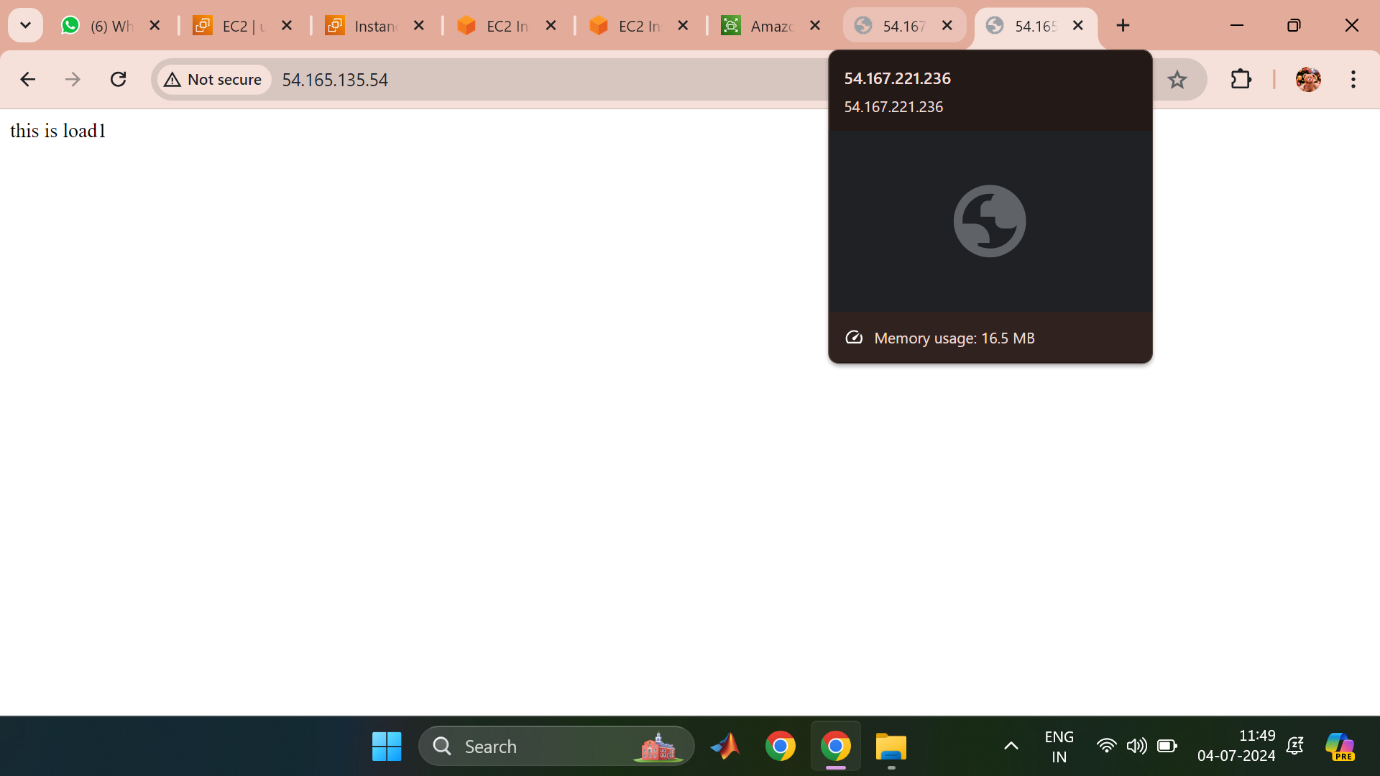 (6) Wh
EC2 | u
Instanc
EC2 In
EC2 In
Amazo
54.167
54.165
Not secure
54.165.135.54
this is load1
54.167.221.236
54.167.221.236
Memory usage: 16.5 MB
Search
ENG
IN
11:49
04-07-2024
PRE